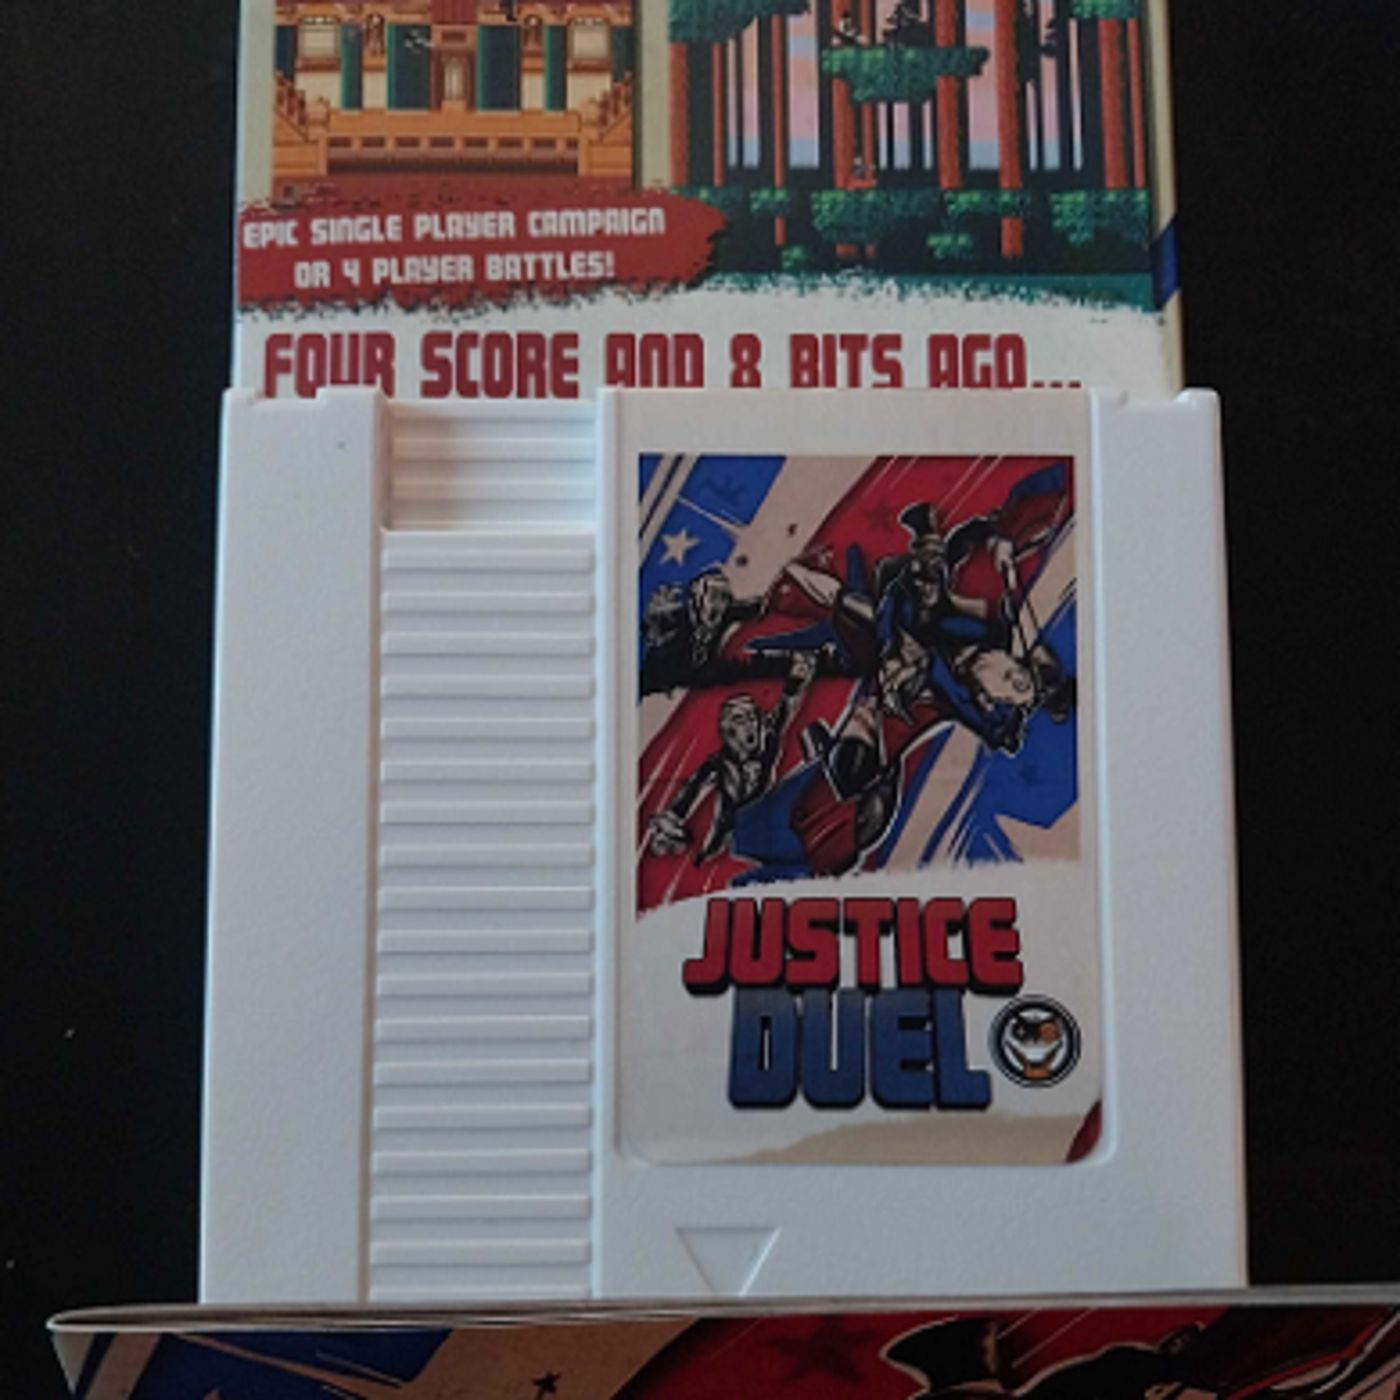 EPIC SINGLE PLAYER CAMPAIGN
OR 4 PLAYER BATTLES!
FOUR SCORE AND 8 BITS AGO...
JUSTICE
DUEL